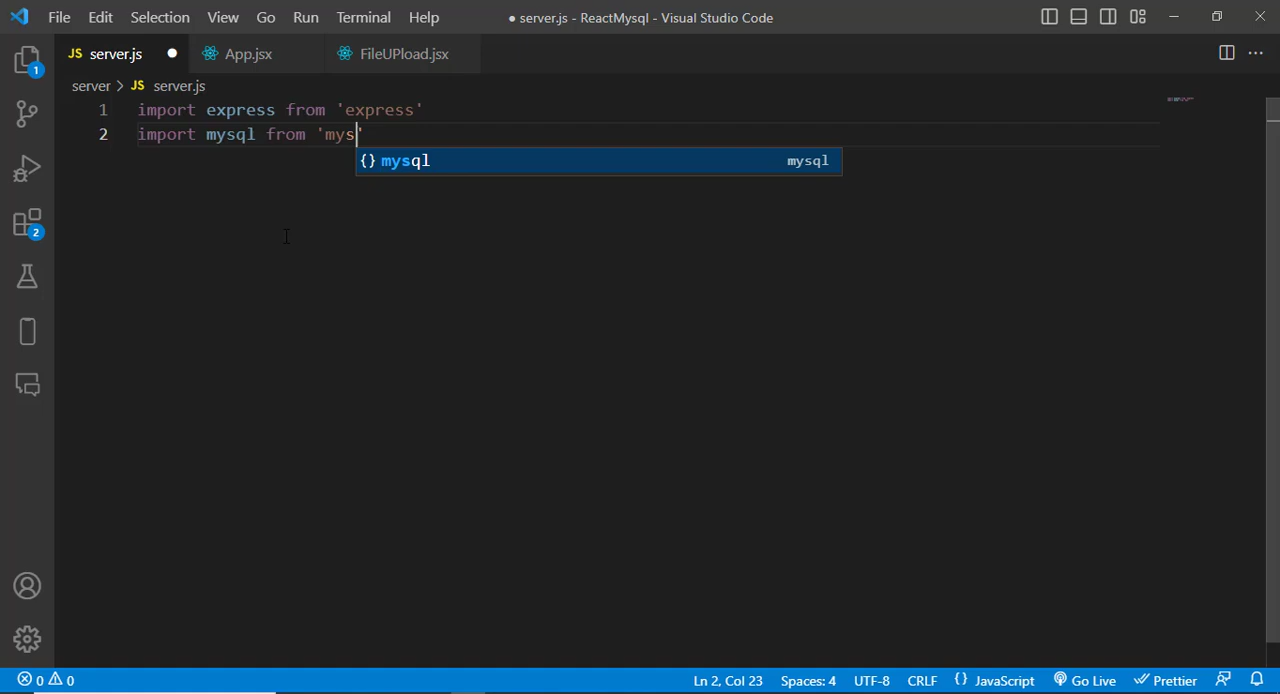 File Edit Selection View Go Run Terminal Help ● server.js - ReactMysql - Visual Studio Code
JS server.js ● App.jsx FileUPload.jsx
server > JS server.js
1 import express from 'express'
2 import mysql from 'mys'
{} mysql mysql
1
2
0 0 Ln 2, Col 23 Spaces: 4 UTF-8 CRLF {} JavaScript Go Live Prettier